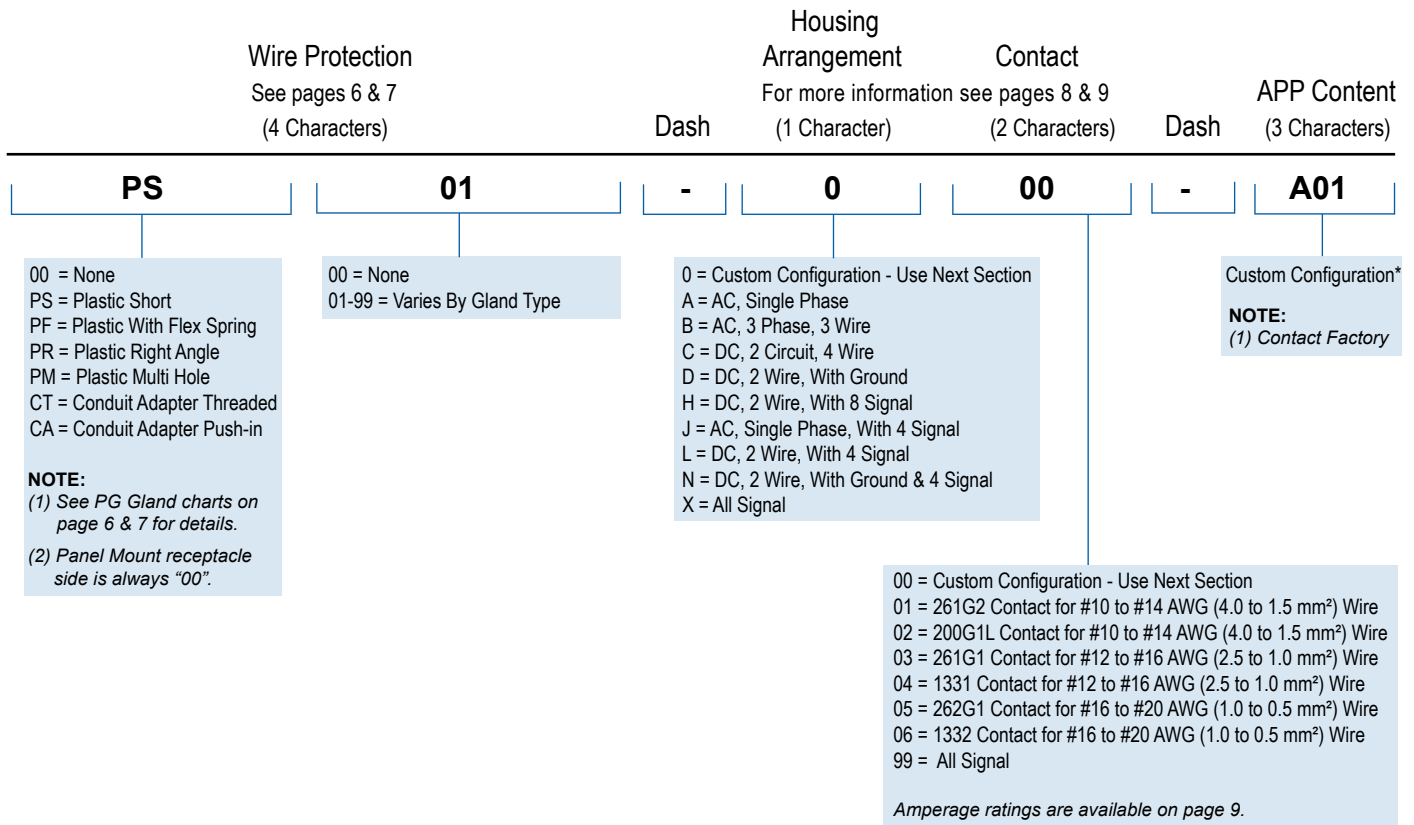 Wire Protection
See pages 6 & 7
(4 Characters)
Dash
Housing
Arrangement
Contact
For more information see pages 8 & 9
(1 Character)
(2 Characters)
Dash
APP Content
(3 Characters)
PS
01
-
0
00
-
A01
00 = None
PS = Plastic Short
PF = Plastic With Flex Spring
PR = Plastic Right Angle
PM = Plastic Multi Hole
CT = Conduit Adapter Threaded
CA = Conduit Adapter Push-in
NOTE:
(1) See PG Gland charts on
page 6 & 7 for details.
(2) Panel Mount receptacle
side is always “00”.
00 = None
01-99 = Varies By Gland Type
0 = Custom Configuration - Use Next Section
A = AC, Single Phase
B = AC, 3 Phase, 3 Wire
C = DC, 2 Circuit, 4 Wire
D = DC, 2 Wire, With Ground
H = DC, 2 Wire, With 8 Signal
J = AC, Single Phase, With 4 Signal
L = DC, 2 Wire, With 4 Signal
N = DC, 2 Wire, With Ground & 4 Signal
X = All Signal
00 = Custom Configuration - Use Next Section
01 = 261G2 Contact for #10 to #14 AWG (4.0 to 1.5 mm²) Wire
02 = 200G1L Contact for #10 to #14 AWG (4.0 to 1.5 mm²) Wire
03 = 261G1 Contact for #12 to #16 AWG (2.5 to 1.0 mm²) Wire
04 = 1331 Contact for #12 to #16 AWG (2.5 to 1.0 mm²) Wire
05 = 262G1 Contact for #16 to #20 AWG (1.0 to 0.5 mm²) Wire
06 = 1332 Contact for #16 to #20 AWG (1.0 to 0.5 mm²) Wire
99 = All Signal
Amperage ratings are available on page 9.
Custom Configuration*
NOTE:
(1) Contact Factory